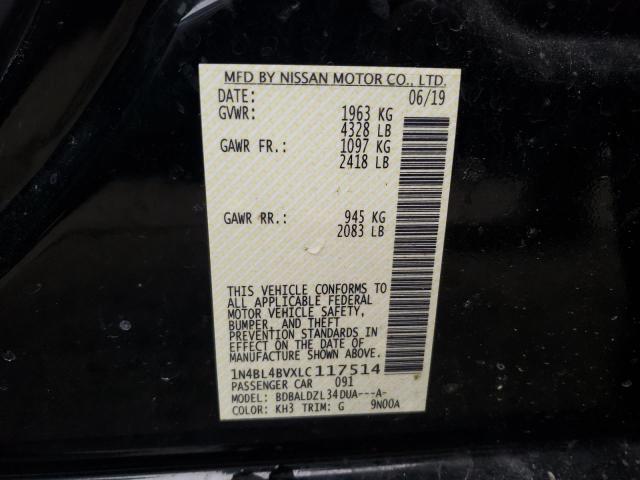 MFD BY NISSAN MOTOR CO., LTD.
DATE: 06/19
GVWR: 1963 KG
4328 LB
GAWR FR.: 1097 KG
2418 LB
GAWR RR.: 945 KG
2083 LB
THIS VEHICLE CONFORMS TO
ALL APPLICABLE FEDERAL
MOTOR VEHICLE SAFETY,
BUMPER, AND THEFT
PREVENTION STANDARDS IN
EFFECT ON THE DATE OF
MANUFACTURE SHOWN ABOVE.
1N4BL4BVXLC117514
PASSENGER CAR 091
MODEL: BDBALDZL34DUA---A-
COLOR: KH3 TRIM: G 9N00A